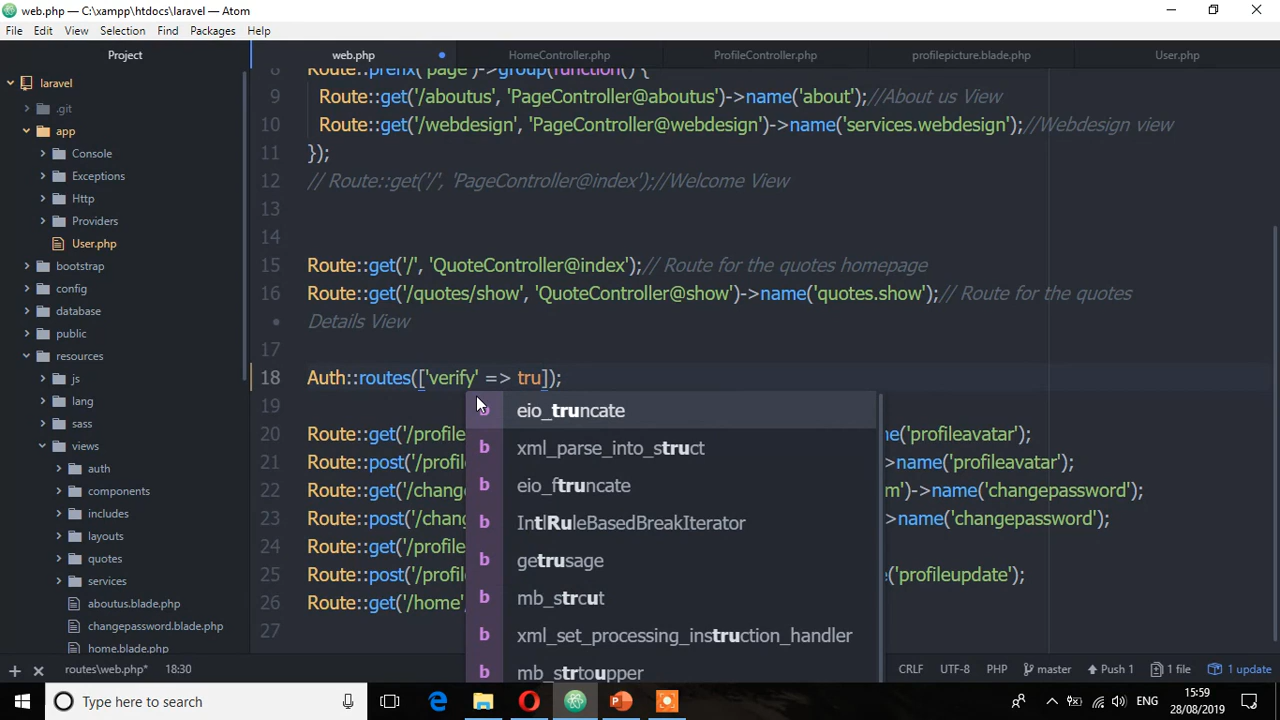 web.php — C:\xampp\htdocs\laravel — Atom
File Edit View Selection Find Packages Help
Project
web.php
HomeController.php
ProfileController.php
profilepicture.blade.php
User.php
laravel
.git
app
Console
Exceptions
Http
Providers
User.php
bootstrap
config
database
public
resources
js
lang
sass
views
auth
components
includes
layouts
quotes
services
aboutus.blade.php
changepassword.blade.php
home.blade.php
8 Route::prefix('page')->group(function() {
9 Route::get('/aboutus', 'PageController@aboutus')->name('about');//About us View
10 Route::get('/webdesign', 'PageController@webdesign')->name('services.webdesign');//Webdesign view
11 });
12 // Route::get('/', 'PageController@index');//Welcome View
13
14
15 Route::get('/', 'QuoteController@index');// Route for the quotes homepage
16 Route::get('/quotes/show', 'QuoteController@show')->name('quotes.show');// Route for the quotes
• Details View
17
18 Auth::routes(['verify' => tru]);
19
20 Route::get('/profile ame('profileavatar');
21 Route::post('/profil ->name('profileavatar');
22 Route::get('/change m')->name('changepassword');
23 Route::post('/chang >name('changepassword');
24 Route::get('/profile
25 Route::post('/profil e('profileupdate');
26 Route::get('/home'
27
b eio_truncate
b xml_parse_into_struct
b eio_ftruncate
b IntlRuleBasedBreakIterator
b getrusage
b mb_strcut
b xml_set_processing_instruction_handler
b mb_strtoupper
routes\web.php* 18:30 CRLF UTF-8 PHP master Push 1 1 file 1 update
Type here to search
ENG
15:59
28/08/2019